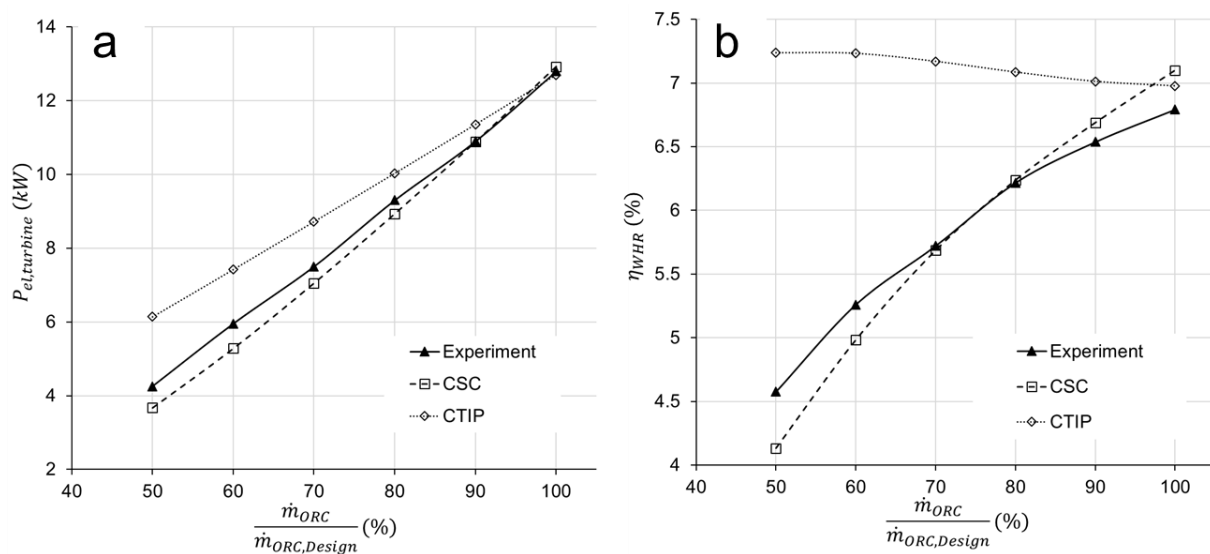 a
P_el,turbine (kW)
14
12
10
8
6
4
2
40 50 60 70 80 90 100
Experiment
CSC
CTIP
ṁ_ORC
ṁ_ORC,Design (%)
b
η_WHR (%)
7.5
7
6.5
6
5.5
5
4.5
4
40 50 60 70 80 90 100
Experiment
CSC
CTIP
ṁ_ORC
ṁ_ORC,Design (%)